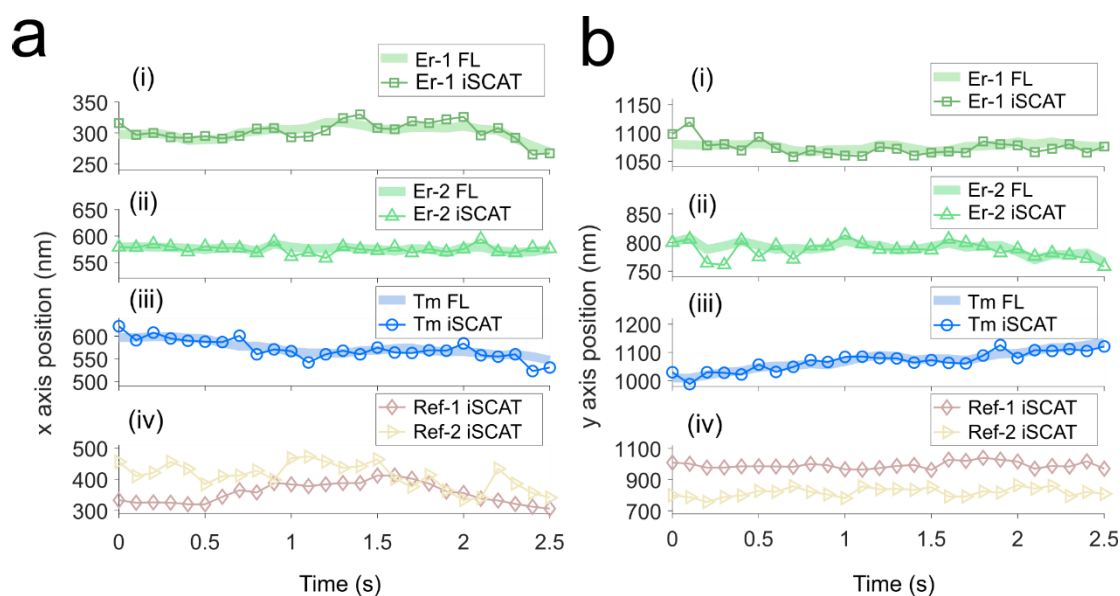 a
(i)
Er-1 FL
Er-1 iSCAT
350
300
250
(ii)
Er-2 FL
Er-2 iSCAT
650
600
550
(iii)
Tm FL
Tm iSCAT
600
550
500
(iv)
Ref-1 iSCAT
Ref-2 iSCAT
500
400
300
x axis position (nm)
0 0.5 1 1.5 2 2.5
Time (s)
b
(i)
Er-1 FL
Er-1 iSCAT
1150
1100
1050
(ii)
Er-2 FL
Er-2 iSCAT
850
800
750
(iii)
Tm FL
Tm iSCAT
1200
1100
1000
(iv)
Ref-1 iSCAT
Ref-2 iSCAT
1100
900
700
y axis position (nm)
0 0.5 1 1.5 2 2.5
Time (s)